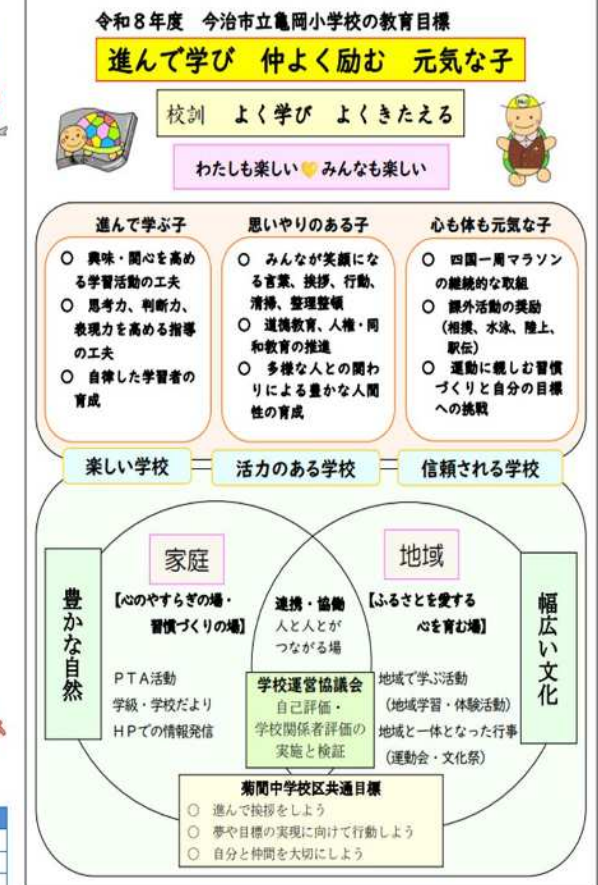 令和８年度 今治市立亀岡小学校の教育目標
進んで学び 仲よく励む 元気な子
校訓 よく学び よくきたえる
わたしも楽しい💛みんなも楽しい
進んで学ぶ子
○ 興味・関心を高め
る学習活動の工夫
○ 思考力、判断力、
表現力を高める指導
の工夫
○ 自律した学習者の
育成
思いやりのある子
○ みんなが笑顔にな
る言葉、挨拶、行動、
清掃、整理整頓
○ 道徳教育、人権・同
和教育の推進
○ 多様な人との関わ
りによる豊かな人間
性の育成
心も体も元気な子
○ 四国一周マラソン
の継続的な取組
○ 課外活動の奨励
（相撲、水泳、陸上、
駅伝）
○ 運動に親しむ習慣
づくりと自分の目標
への挑戦
楽しい学校
活力のある学校
信頼される学校
豊かな自然
家庭
【心のやすらぎの場・
習慣づくりの場】
ＰＴＡ活動
学級・学校だより
ＨＰでの情報発信
連携・協働
人と人とが
つながる場
学校運営協議会
自己評価・
学校関係者評価の
実施と検証
地域
【ふるさとを愛する
心を育む場】
地域で学ぶ活動
（地域学習・体験活動）
地域と一体となった行事
（運動会・文化祭）
幅広い文化
菊間中学校区共通目標
○ 進んで挨拶をしよう
○ 夢や目標の実現に向けて行動しよう
○ 自分と仲間を大切にしよう